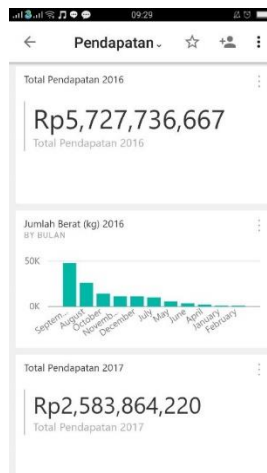 09:29
Pendapatan
Total Pendapatan 2016
Rp5,727,736,667
Total Pendapatan 2016
Jumlah Berat (kg) 2016
BY BULAN
50K
0K
Septem...
August
October
Novemb...
December
July
May
June
April
January
February
Total Pendapatan 2017
Rp2,583,864,220
Total Pendapatan 2017